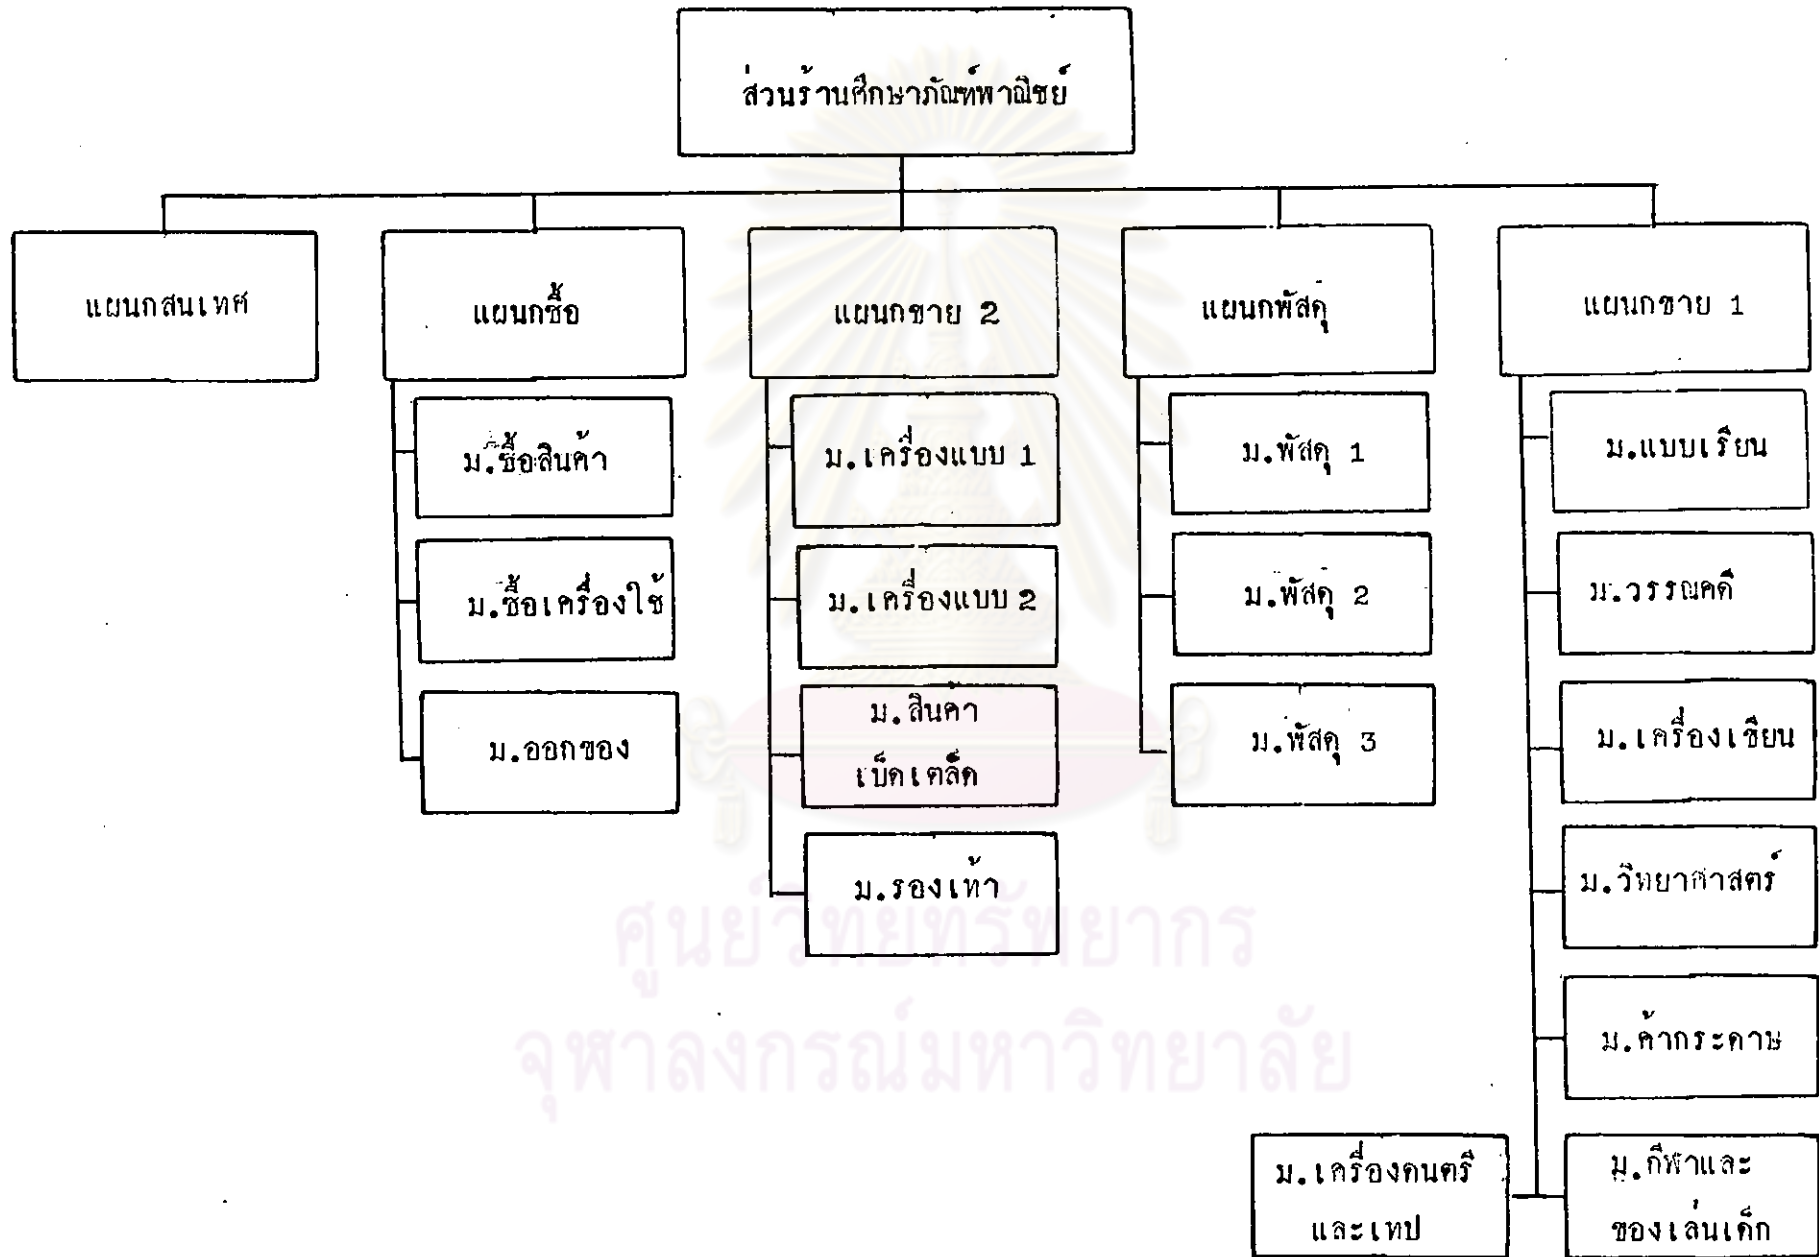 ส่วนร้านศึกษาภัณฑ์พาณิชย์
แผนกสนเทศ
แผนกซื้อ
แผนกขาย 2
แผนกพัสดุ
แผนกขาย 1
ม.ซื้อสินค้า
ม.ซื้อเครื่องใช้
ม.ออกของ
ม.เครื่องแบบ 1
ม.เครื่องแบบ 2
ม.สินค้า
เบ็ดเตล็ด
ม.รองเท้า
ม.พัสดุ 1
ม.พัสดุ 2
ม.พัสดุ 3
ม.แบบเรียน
ม.วรรณคดี
ม.เครื่องเขียน
ม.วิทยาศาสตร์
ม.ค้ากระดาษ
ม.เครื่องดนตรี
และเทป
ม.กีฬาและ
ของเล่นเด็ก
ศูนย์วิทยทรัพยากร
จุฬาลงกรณ์มหาวิทยาลัย